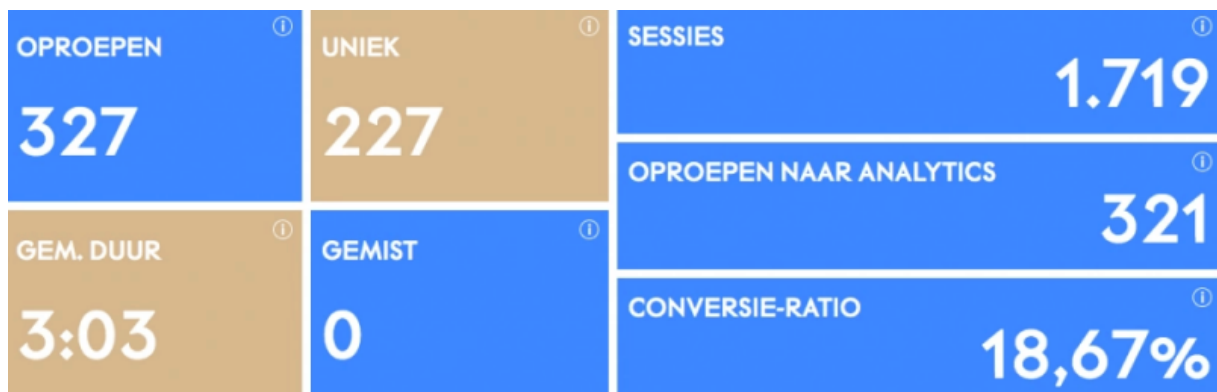 OPROEPEN
327
UNIEK
227
GEM. DUUR
3:03
GEMIST
0
SESSIES
1.719
OPROEPEN NAAR ANALYTICS
321
CONVERSIE-RATIO
18,67%